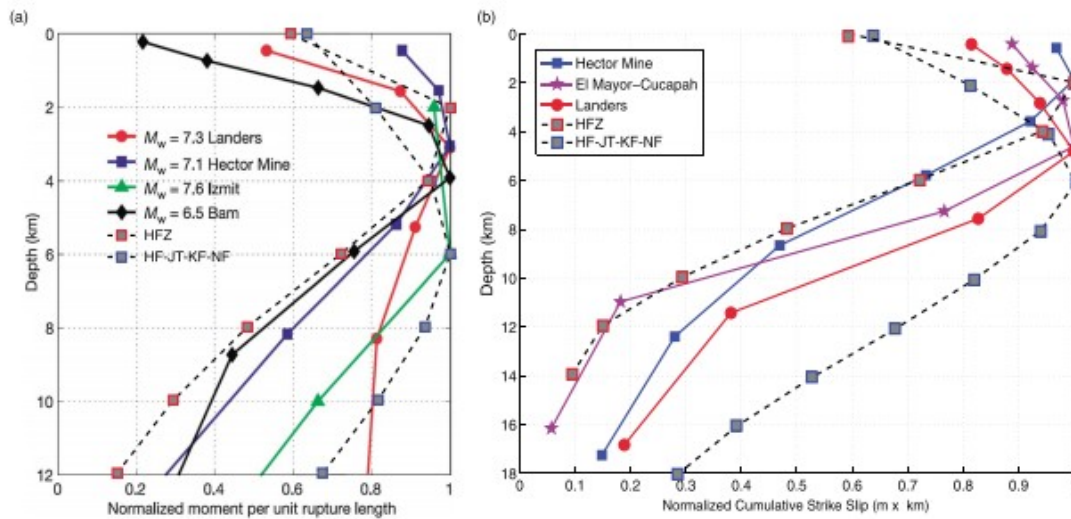 (a)
0
2
4
6
8
10
12
Depth (km)
0
0.2
0.4
0.6
0.8
1
Normalized moment per unit rupture length
Mw = 7.3 Landers
Mw = 7.1 Hector Mine
Mw = 7.6 Izmit
Mw = 6.5 Bam
HFZ
HF-JT-KF-NF
(b)
0
2
4
6
8
10
12
14
16
18
Depth (km)
0
0.1
0.2
0.3
0.4
0.5
0.6
0.7
0.8
0.9
Normalized Cumulative Strike Slip (m x km)
Hector Mine
El Mayor-Cucapah
Landers
HFZ
HF-JT-KF-NF